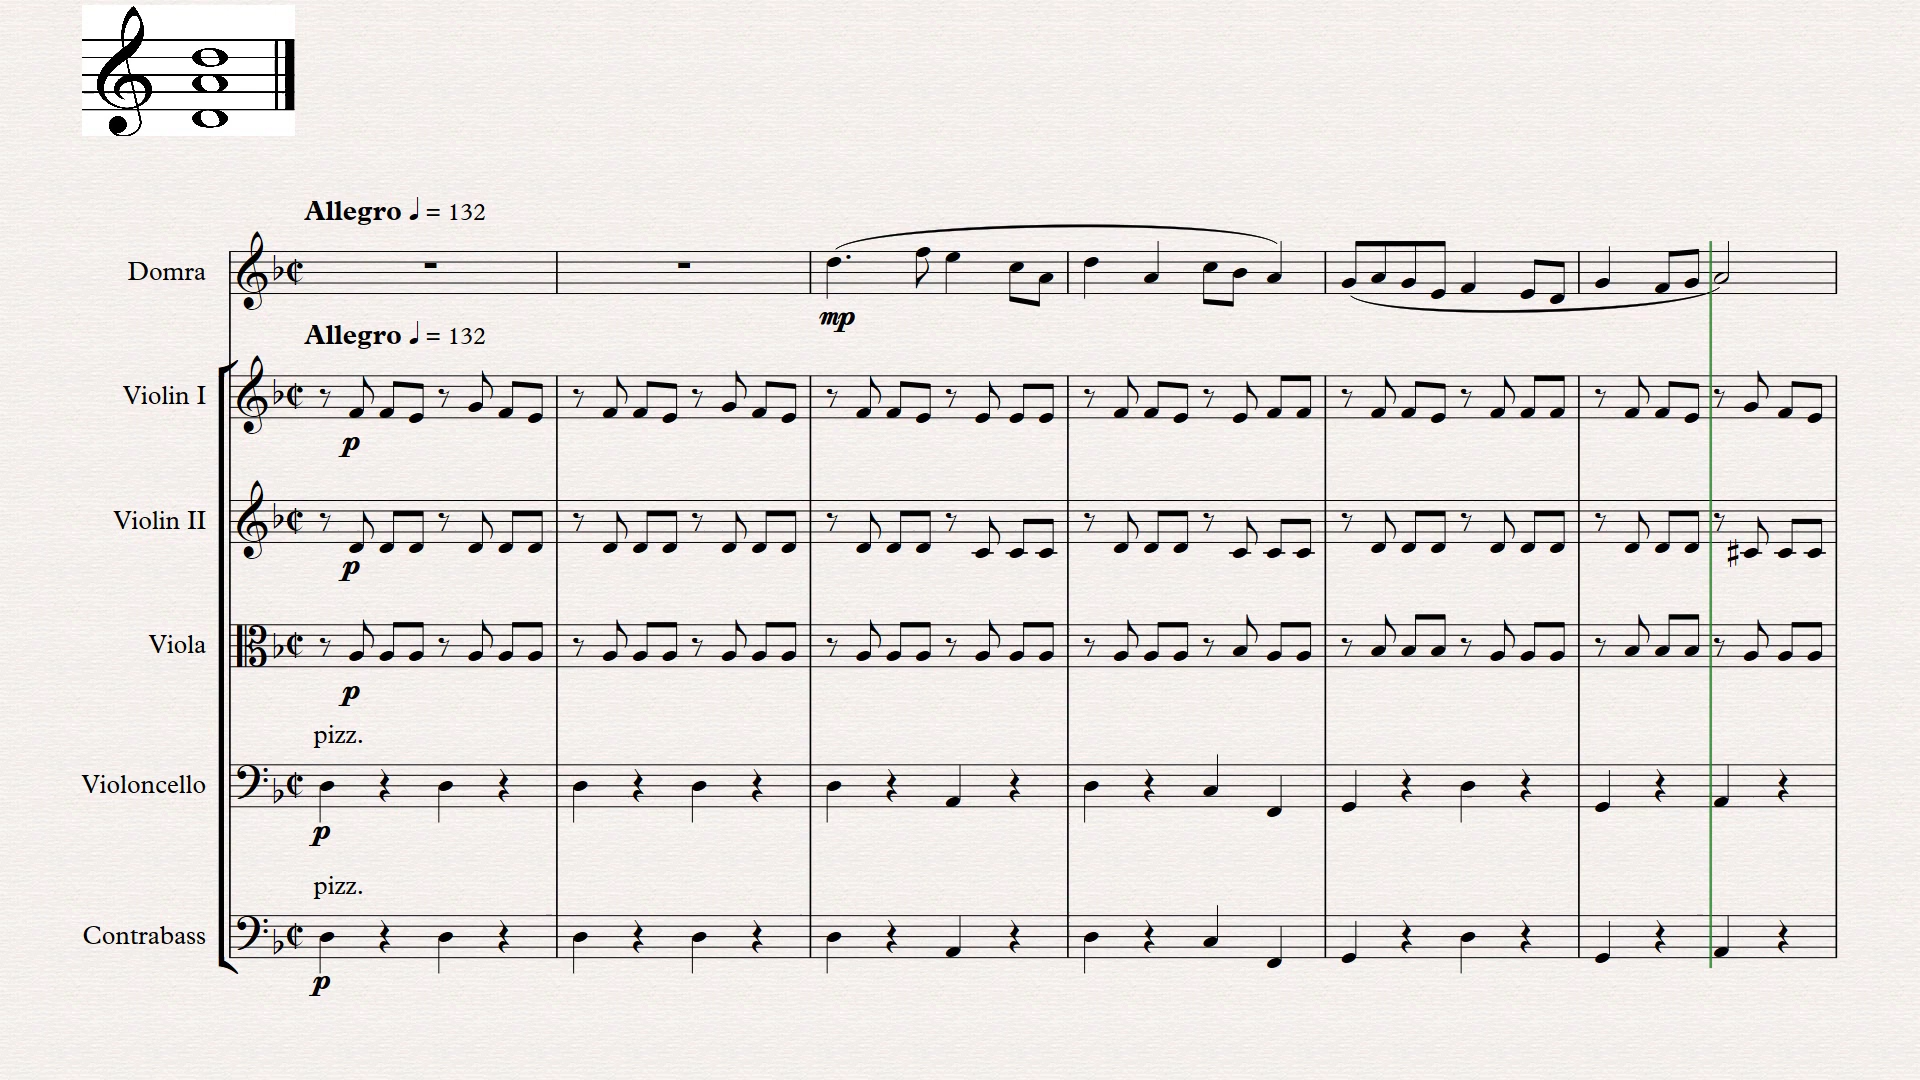 Allegro ♩ = 132
Domra
mp
Allegro ♩ = 132
Violin I
p
Violin II
p
Viola
p
pizz.
Violoncello
p
pizz.
Contrabass
p